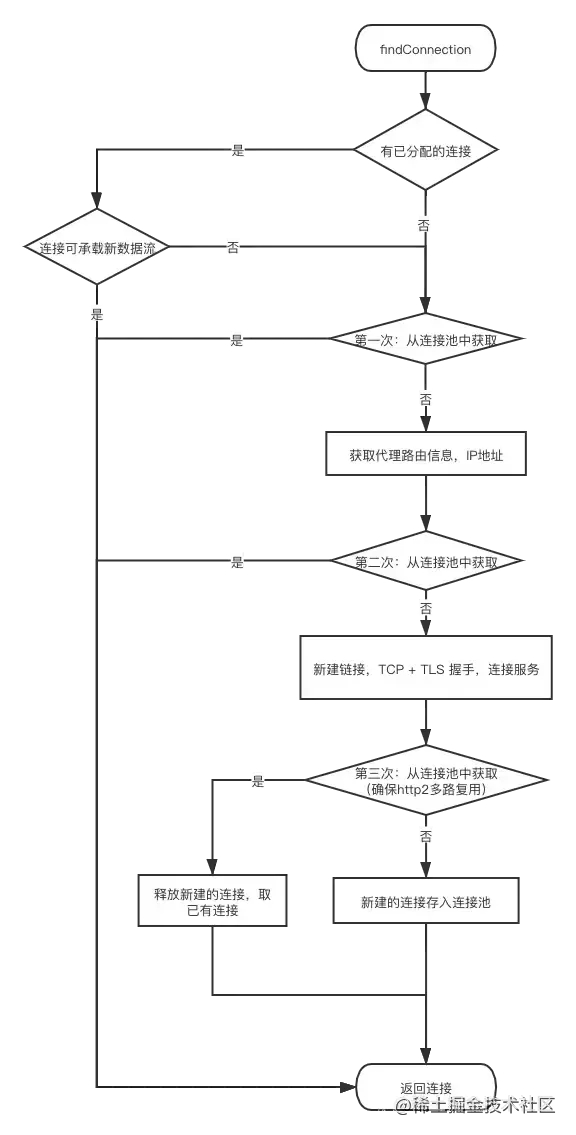 findConnection
有已分配的连接
是
否
连接可承载新数据流
否
是
第一次：从连接池中获取
是
否
获取代理路由信息，IP地址
第二次：从连接池中获取
是
否
新建链接，TCP + TLS 握手，连接服务
第三次：从连接池中获取
（确保http2多路复用）
是
否
释放新建的连接，取
已有连接
新建的连接存入连接池
返回连接
@稀土掘金技术社区